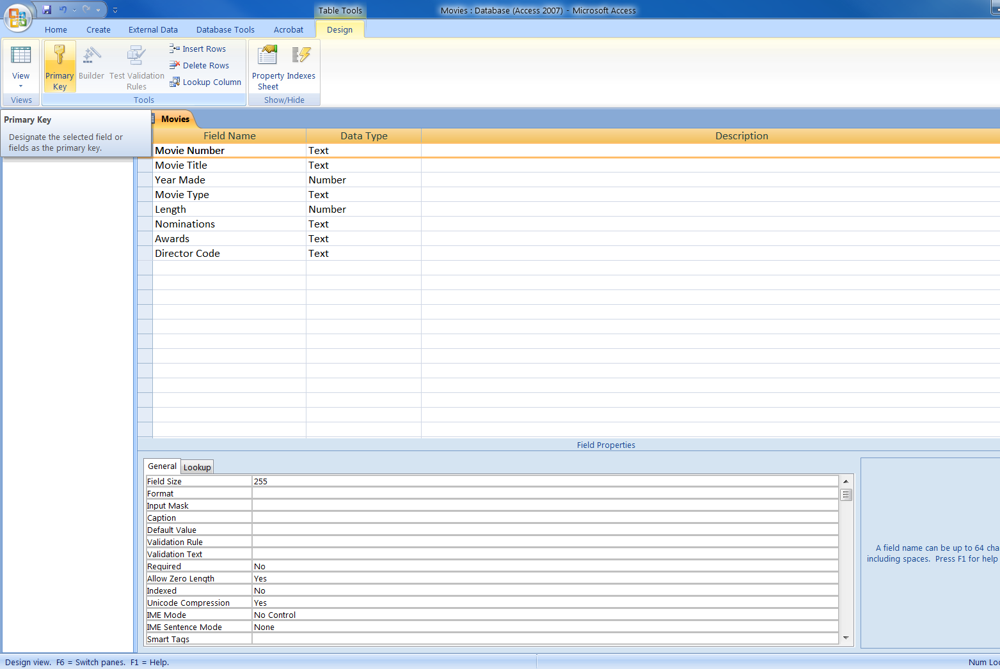 Table Tools
Movies : Database (Access 2007) - Microsoft Access
Home Create External Data Database Tools Acrobat Design
View
Primary Key
Builder
Test Validation Rules
Insert Rows
Delete Rows
Lookup Column
Property Sheet
Indexes
Views Tools Show/Hide
Primary Key
Designate the selected field or
fields as the primary key.
Movies
Field Name Data Type Description
Movie Number Text
Movie Title Text
Year Made Number
Movie Type Text
Length Number
Nominations Text
Awards Text
Director Code Text
Field Properties
General Lookup
Field Size 255
Format
Input Mask
Caption
Default Value
Validation Rule
Validation Text
Required No
Allow Zero Length Yes
Indexed No
Unicode Compression Yes
IME Mode No Control
IME Sentence Mode None
Smart Tags
A field name can be up to 64 cha
including spaces. Press F1 for help
Design view. F6 = Switch panes. F1 = Help.
Num Loc